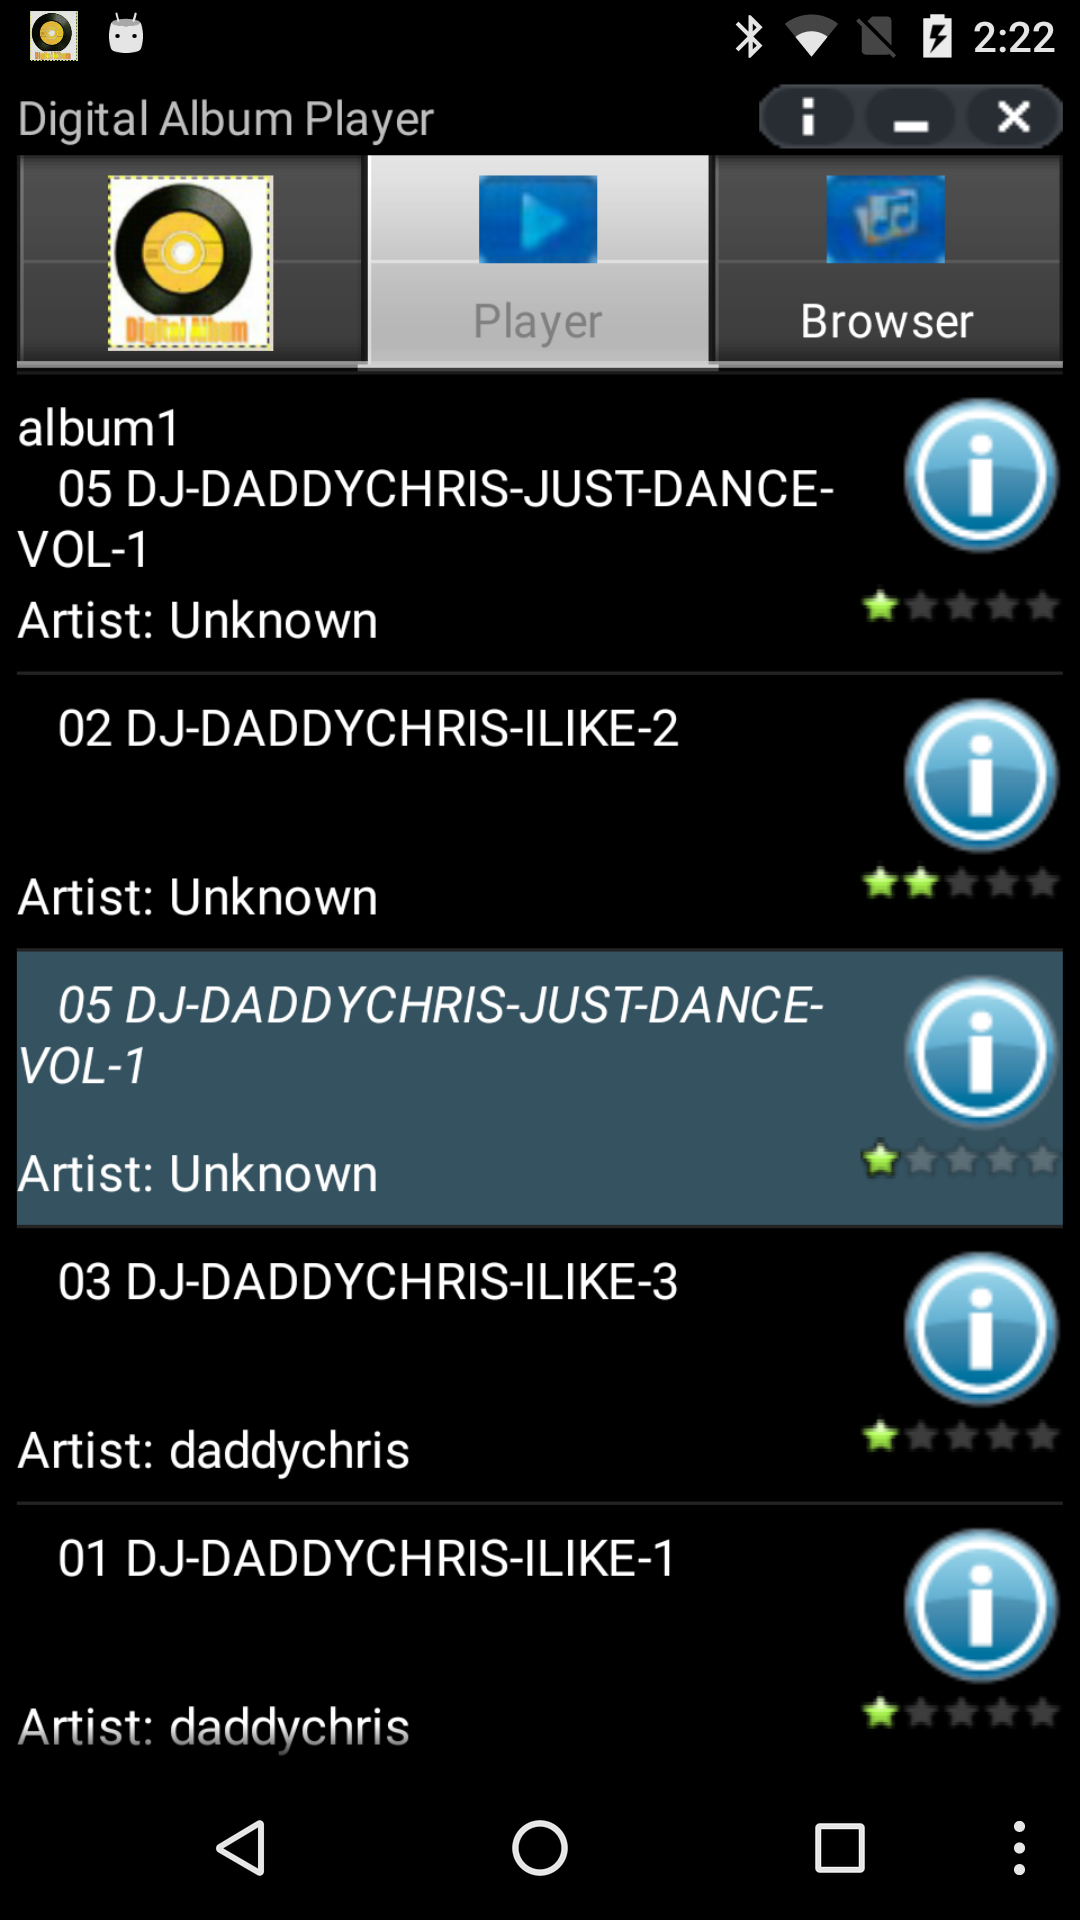 2:22
Digital Album Player
Digital Album
Player
Browser
album1
05 DJ-DADDYCHRIS-JUST-DANCE-
VOL-1
Artist: Unknown
02 DJ-DADDYCHRIS-ILIKE-2
Artist: Unknown
05 DJ-DADDYCHRIS-JUST-DANCE-
VOL-1
Artist: Unknown
03 DJ-DADDYCHRIS-ILIKE-3
Artist: daddychris
01 DJ-DADDYCHRIS-ILIKE-1
Artist: daddychris